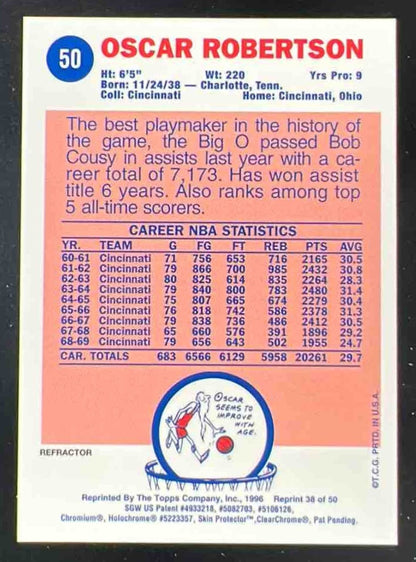 50
OSCAR ROBERTSON
Ht: 6'5" Wt: 220 Yrs Pro: 9
Born: 11/24/38 — Charlotte, Tenn.
Coll: Cincinnati Home: Cincinnati, Ohio
The best playmaker in the history of
the game, the Big O passed Bob
Cousy in assists last year with a ca-
reer total of 7,173. Has won assist
title 6 years. Also ranks among top
5 all-time scorers.
CAREER NBA STATISTICS
YR. TEAM G FG FT REB PTS AVG
60-61 Cincinnati 71 756 653 716 2165 30.5
61-62 Cincinnati 79 866 700 985 2432 30.8
62-63 Cincinnati 80 825 614 835 2264 28.3
63-64 Cincinnati 79 840 800 783 2480 31.4
64-65 Cincinnati 75 807 665 674 2279 30.4
65-66 Cincinnati 76 818 742 586 2378 31.3
66-67 Cincinnati 79 838 736 486 2412 30.5
67-68 Cincinnati 65 660 576 391 1896 29.2
68-69 Cincinnati 79 656 643 502 1955 24.7
CAR. TOTALS 683 6566 6129 5958 20261 29.7
OSCAR
SEEMS TO
IMPROVE
WITH
AGE.
REFRACTOR
©T.C.G. PRTD. IN U.S.A.
Reprinted By The Topps Company, Inc., 1996 Reprint 38 of 50
SGW US Patent #4933218, #5082703, #5106126,
Chromium®, Holochrome® #5223357, Skin Protector™,ClearChrome®, Pat Pending.